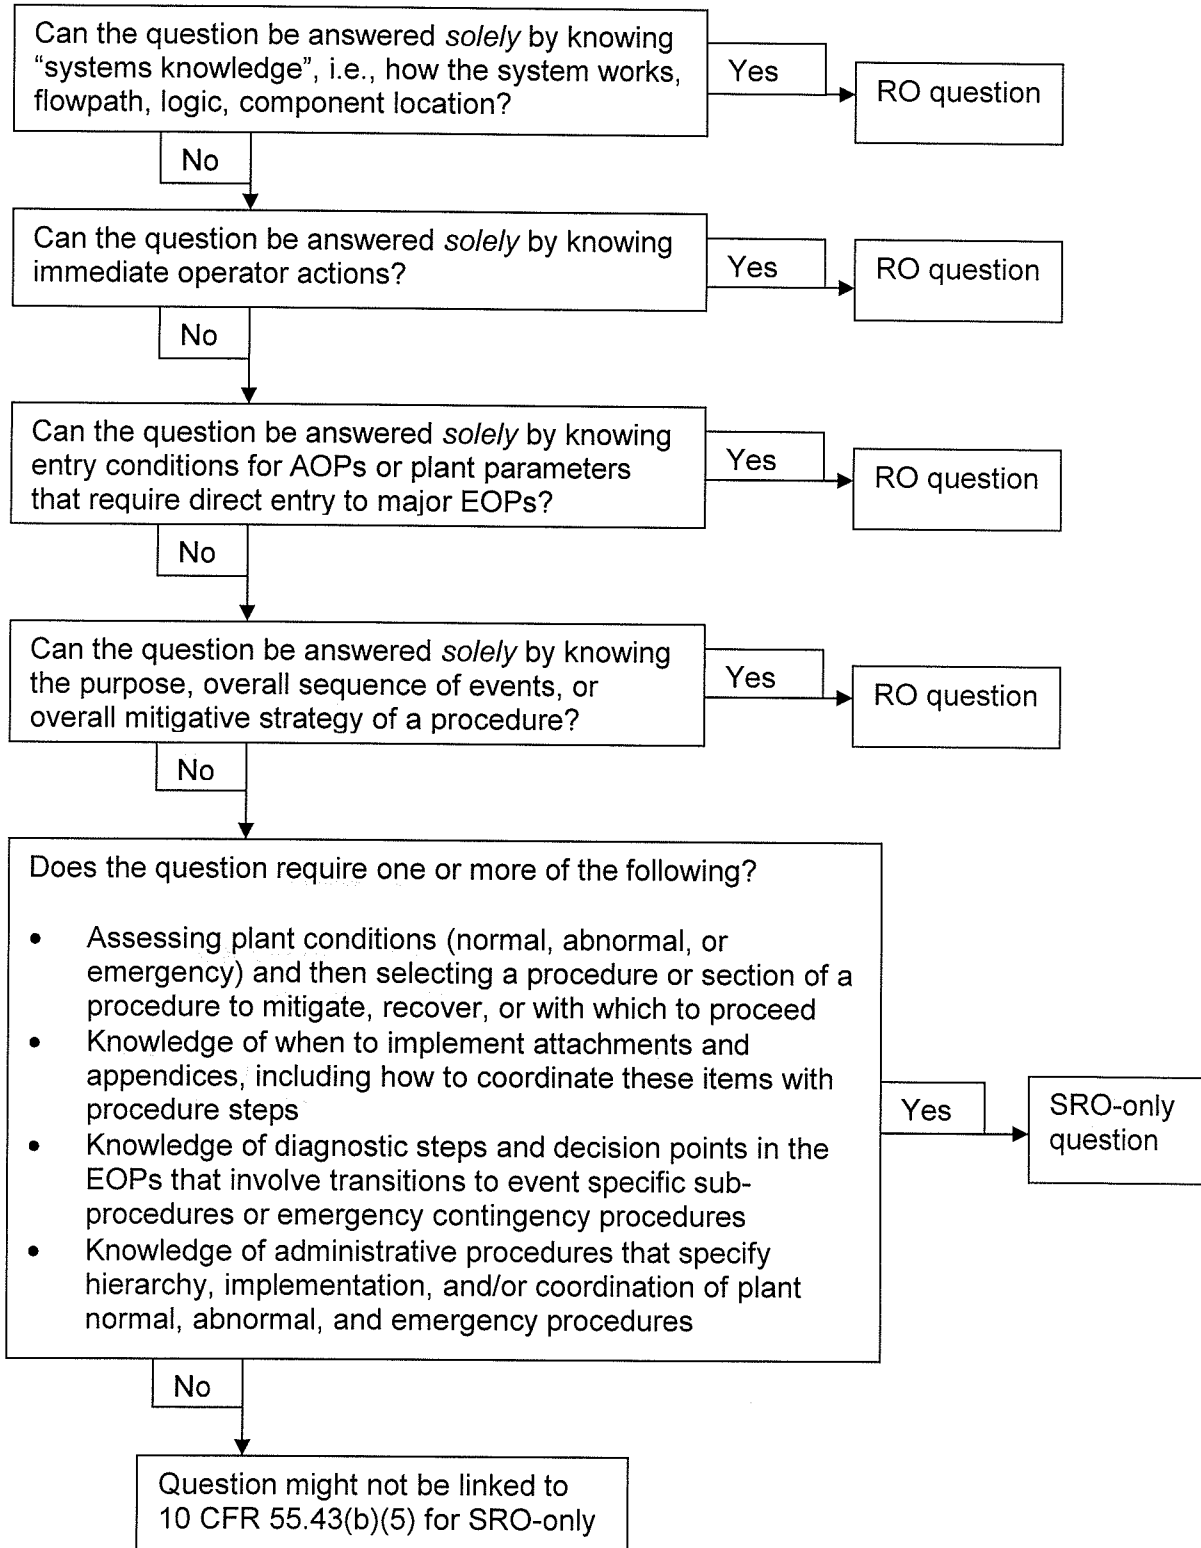 Can the question be answered solely by knowing
“systems knowledge”, i.e., how the system works,
flowpath, logic, component location?
Yes
RO question
No
Can the question be answered solely by knowing
immediate operator actions?
Yes
RO question
No
Can the question be answered solely by knowing
entry conditions for AOPs or plant parameters
that require direct entry to major EOPs?
Yes
RO question
No
Can the question be answered solely by knowing
the purpose, overall sequence of events, or
overall mitigative strategy of a procedure?
Yes
RO question
No
Does the question require one or more of the following?
• Assessing plant conditions (normal, abnormal, or
emergency) and then selecting a procedure or section of a
procedure to mitigate, recover, or with which to proceed
• Knowledge of when to implement attachments and
appendices, including how to coordinate these items with
procedure steps
• Knowledge of diagnostic steps and decision points in the
EOPs that involve transitions to event specific sub-
procedures or emergency contingency procedures
• Knowledge of administrative procedures that specify
hierarchy, implementation, and/or coordination of plant
normal, abnormal, and emergency procedures
Yes
SRO-only
question
No
Question might not be linked to
10 CFR 55.43(b)(5) for SRO-only